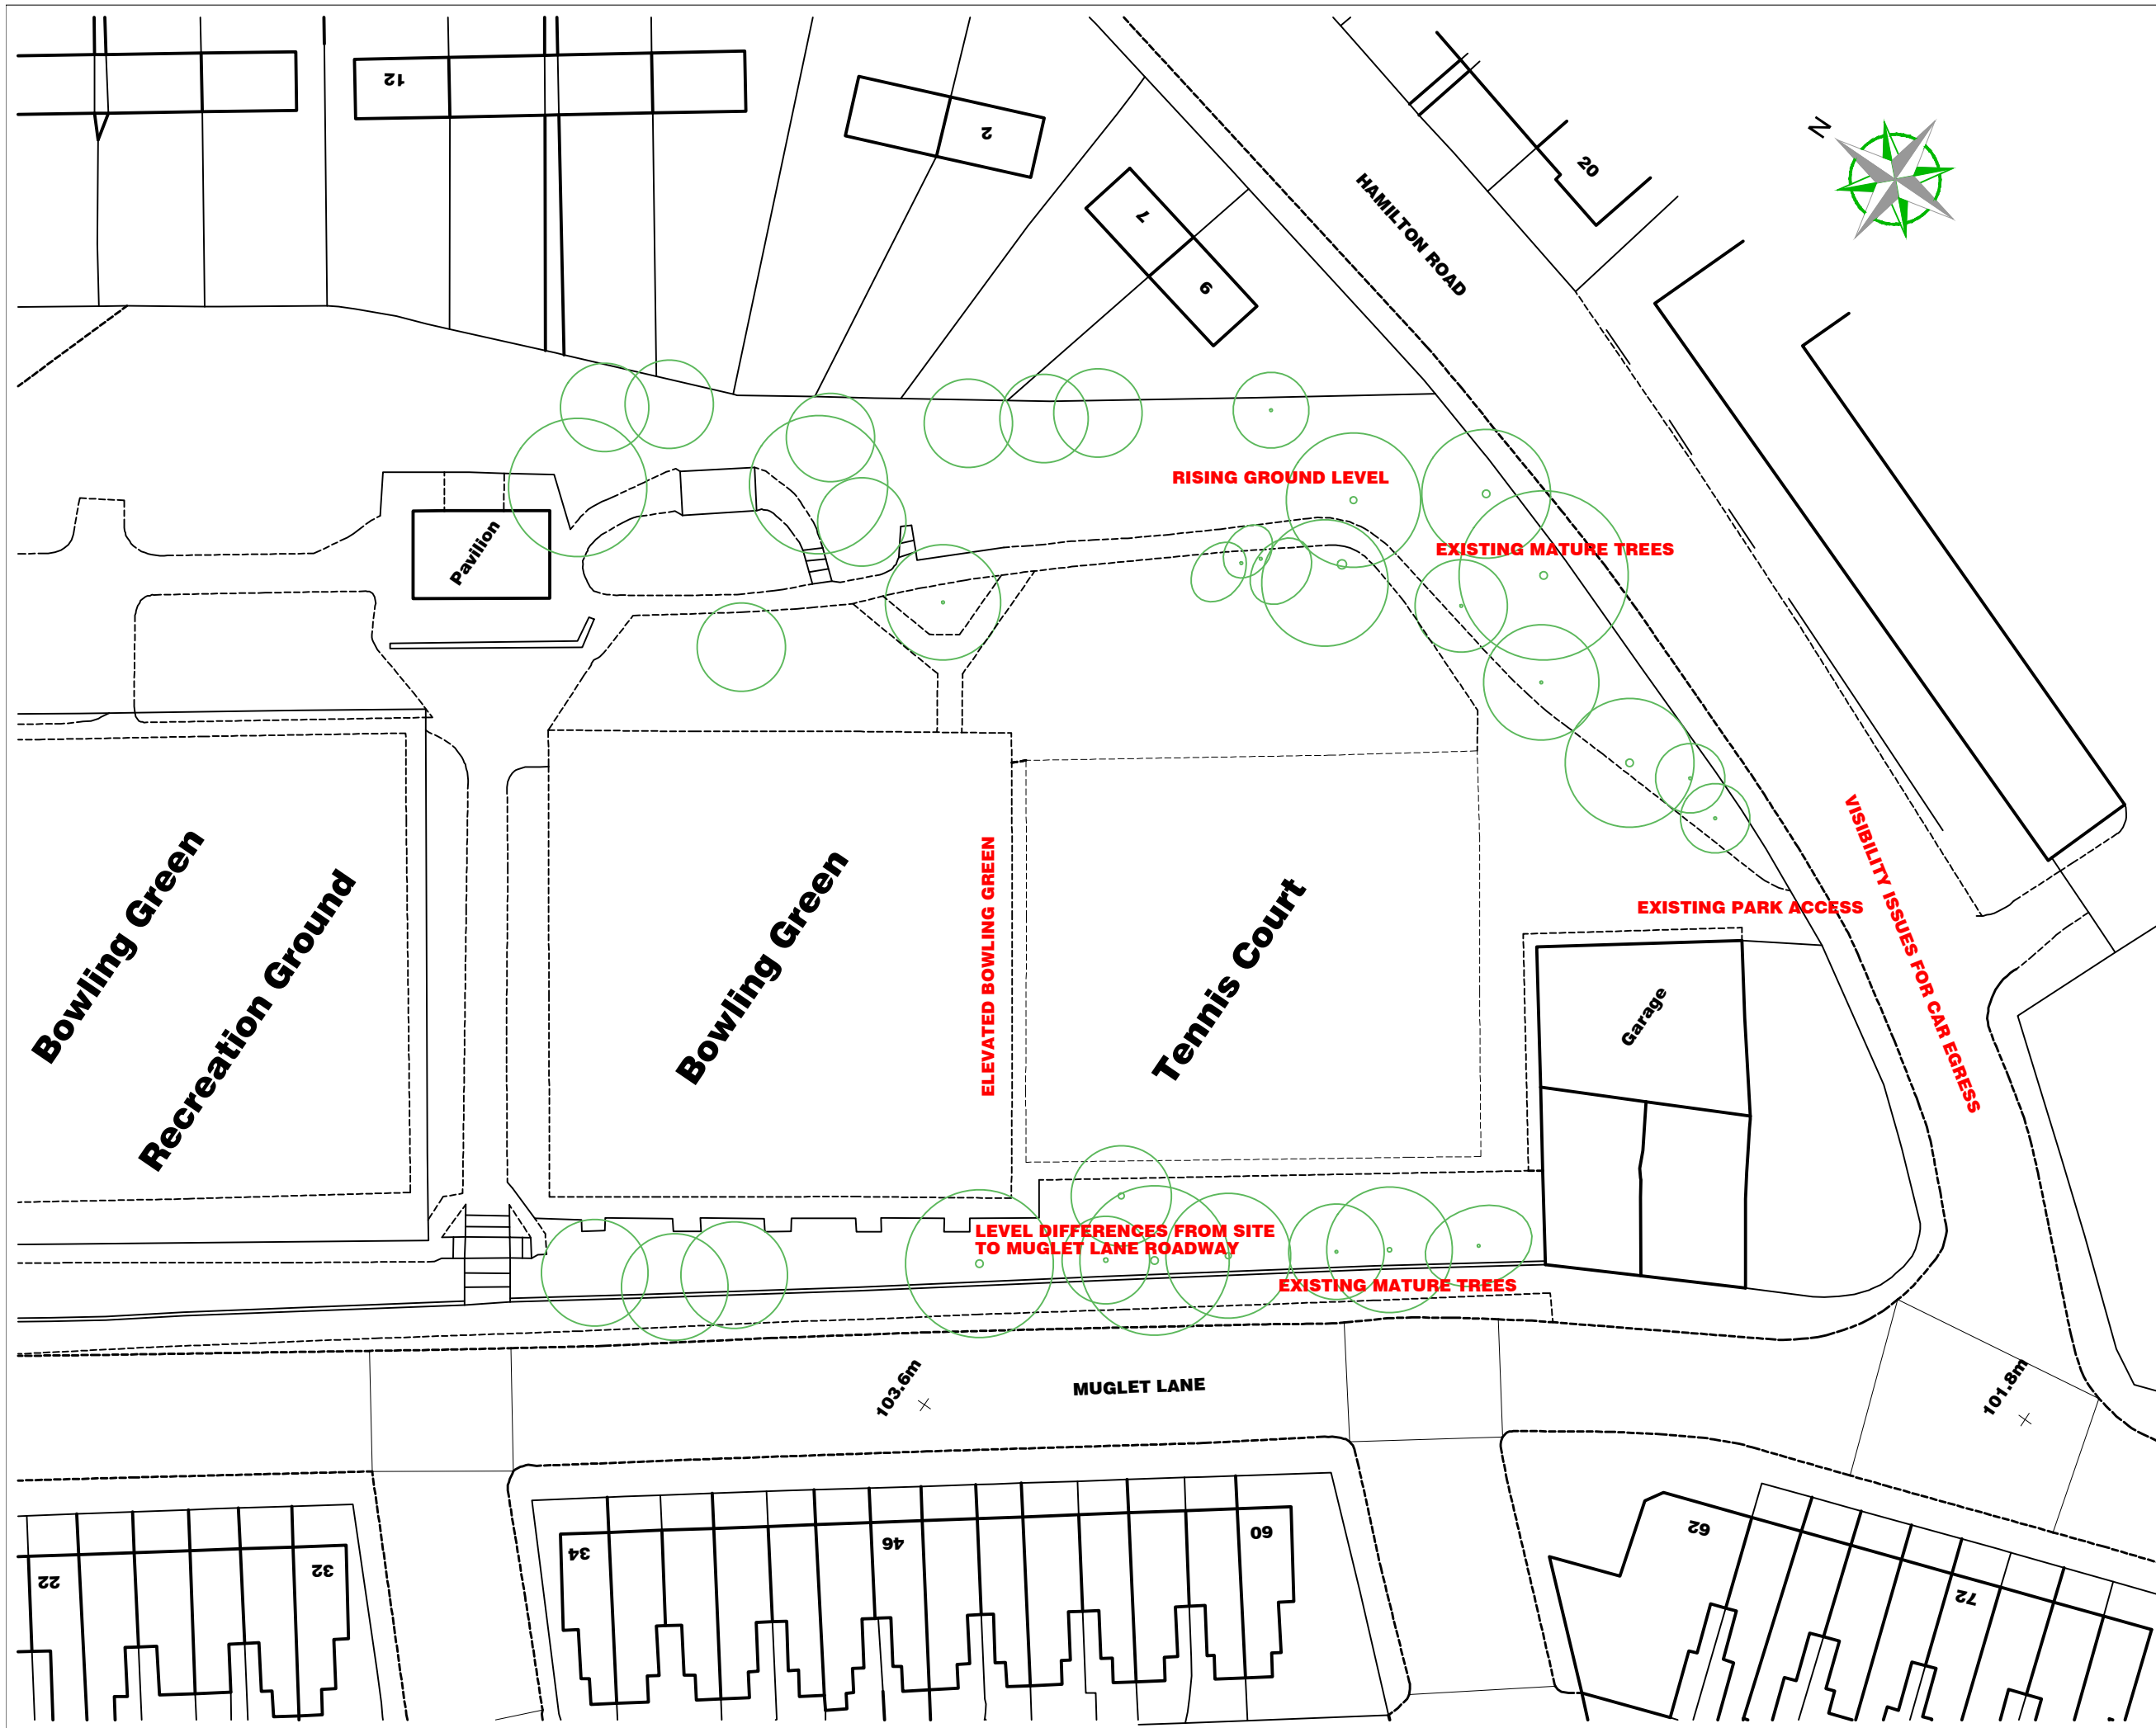 12
2
7
6
20
N
HAMILTON ROAD
RISING GROUND LEVEL
EXISTING MATURE TREES
Pavilion
Bowling Green
Recreation Ground
Bowling Green
ELEVATED BOWLING GREEN
Tennis Court
EXISTING PARK ACCESS
VISIBILITY ISSUES FOR CAR EGRESS
Garage
LEVEL DIFFERENCES FROM SITE
TO MUGLET LANE ROADWAY
EXISTING MATURE TREES
103.6m
MUGLET LANE
101.8m
22
32
34
46
60
62
72